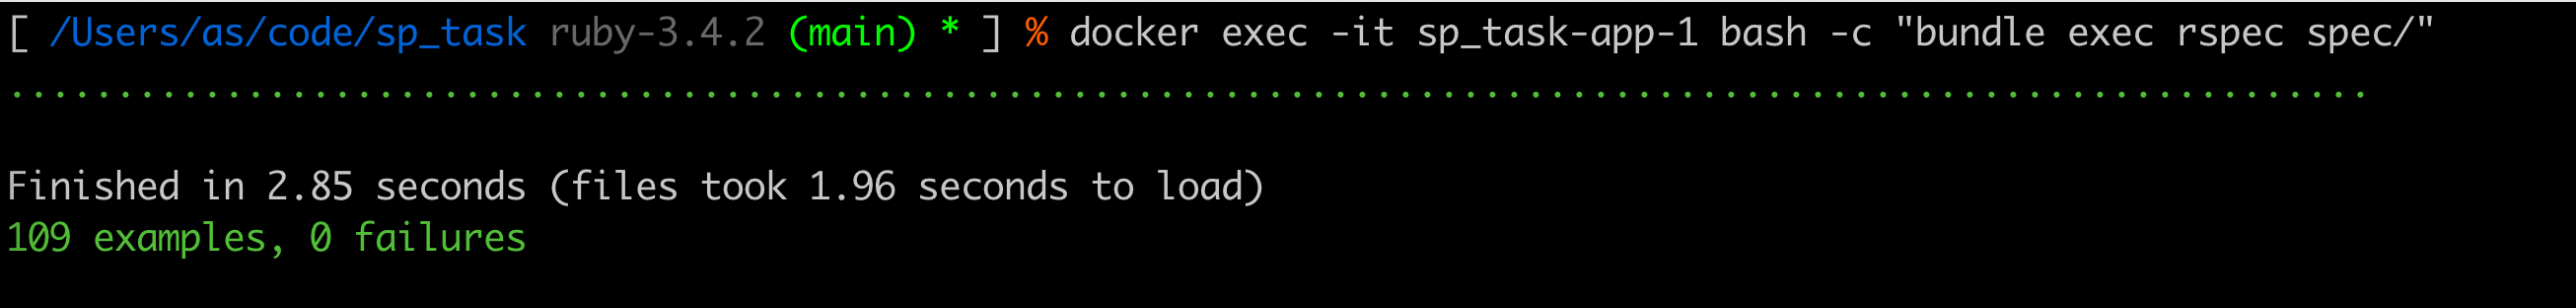 [ /Users/as/code/sp_task ruby-3.4.2 (main) * ] % docker exec -it sp_task-app-1 bash -c "bundle exec rspec spec/"
.............................................................................................................
Finished in 2.85 seconds (files took 1.96 seconds to load)
109 examples, 0 failures